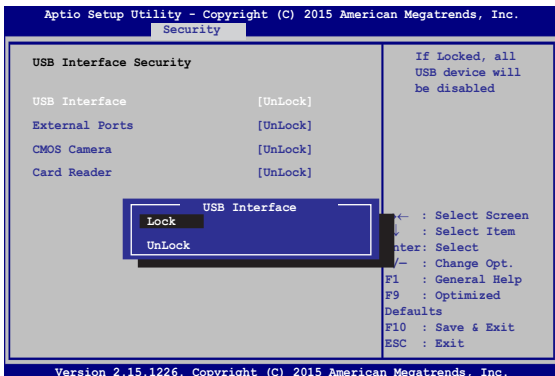 Aptio Setup Utility - Copyright (C) 2015 American Megatrends, Inc.
Security
USB Interface Security
USB Interface [UnLock]
External Ports [UnLock]
CMOS Camera [UnLock]
Card Reader [UnLock]
If Locked, all
USB device will
be disabled
USB Interface
Lock
UnLock
← : Select Screen
↓ : Select Item
nter: Select
/— : Change Opt.
F1 : General Help
F9 : Optimized
Defaults
F10 : Save & Exit
ESC : Exit
Version 2.15.1226. Copyright (C) 2015 American Megatrends, Inc.